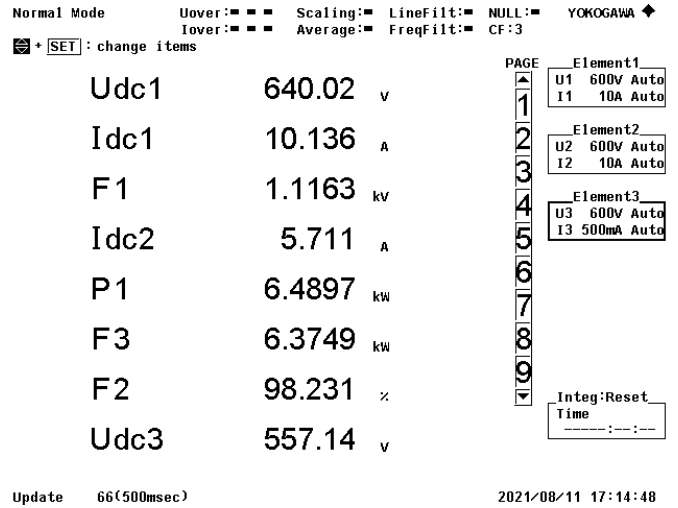 Normal Mode Uover:= = = Scaling:= LineFilt:= NULL:= YOKOGAWA ◆
Iover:= = = Average:= FreqFilt:= CF:3
+ SET : change items
PAGE
Udc1 640.02 V
Idc1 10.136 A
F1 1.1163 kV
Idc2 5.711 A
P1 6.4897 kW
F3 6.3749 kW
F2 98.231 %
Udc3 557.14 V
1
2
3
4
5
6
7
8
9
Element1
U1 600V Auto
I1 10A Auto
Element2
U2 600V Auto
I2 10A Auto
Element3
U3 600V Auto
I3 500mA Auto
Integ:Reset
Time
-----:--:--
Update 66(500msec) 2021/08/11 17:14:48